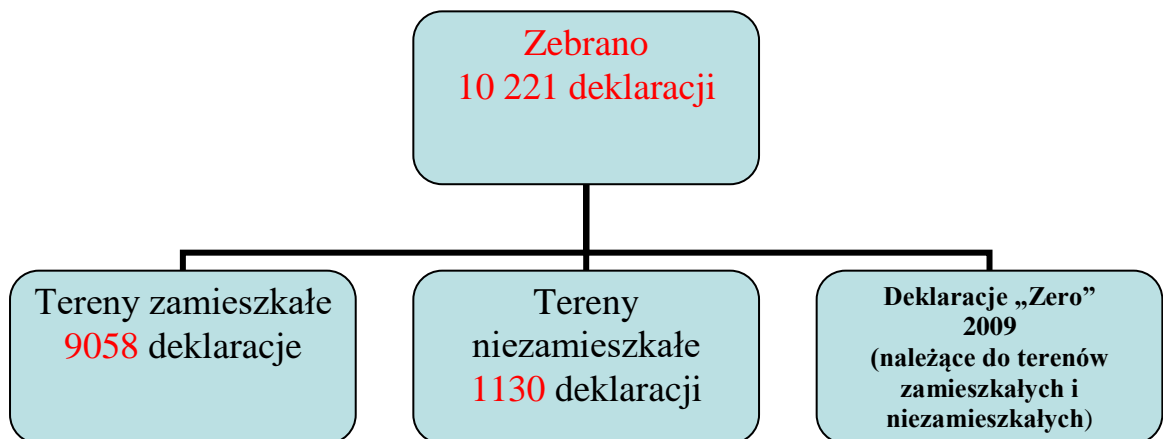 Zebrano
10 221 deklaracji
Tereny zamieszkałe
9058 deklaracje
Tereny
niezamieszkałe
1130 deklaracji
Deklaracje „Zero”
2009
(należące do terenów
zamieszkałych i
niezamieszkałych)